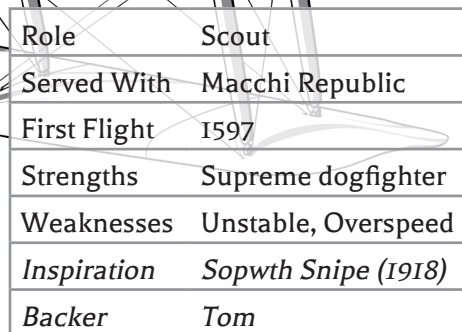 Role Scout
Served With Macchi Republic
First Flight 1597
Strengths Supreme dogfighter
Weaknesses Unstable, Overspeed
Inspiration Sopwth Snipe (1918)
Backer Tom